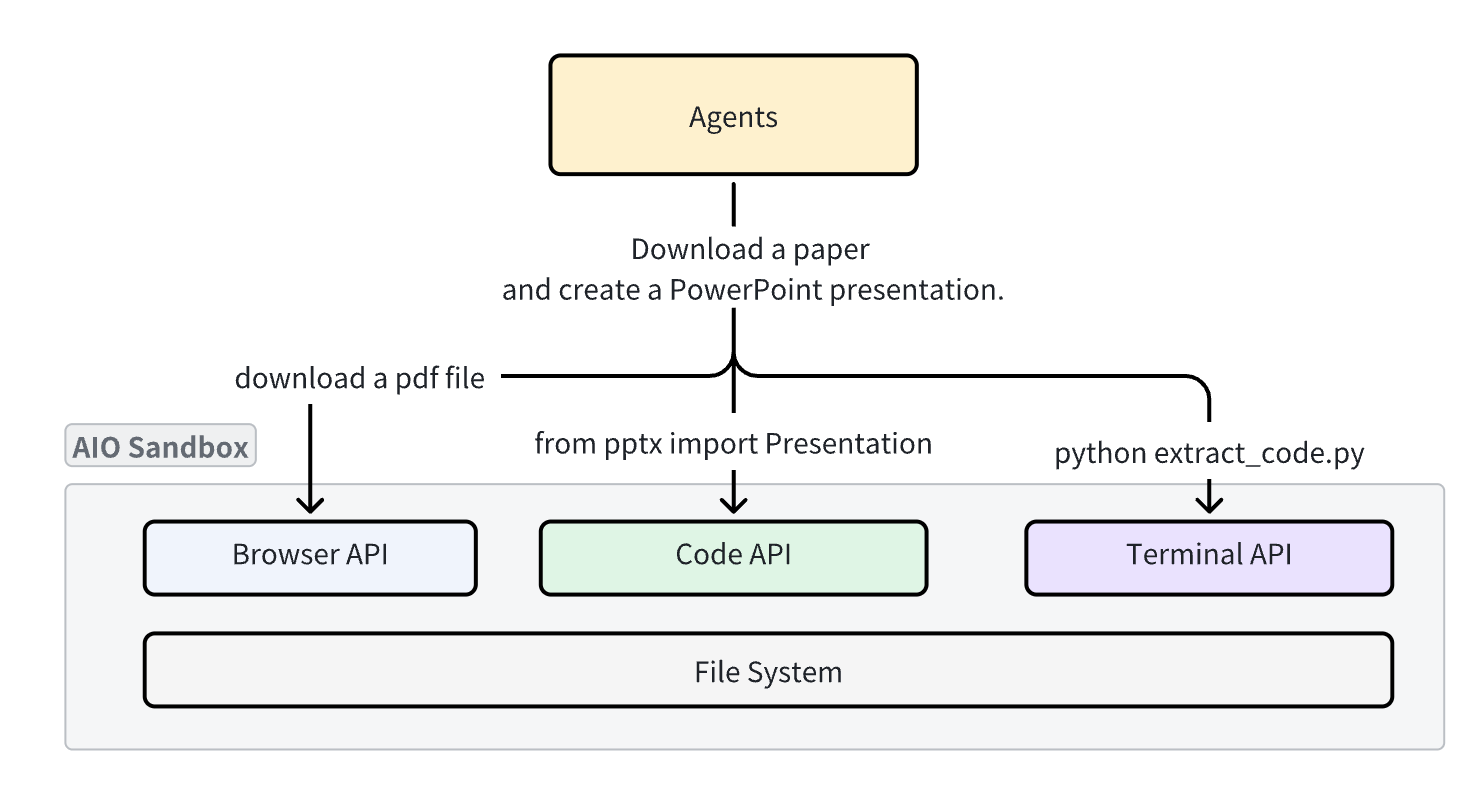 Agents
Download a paper
and create a PowerPoint presentation.
download a pdf file
AIO Sandbox
from pptx import Presentation
python extract_code.py
Browser API
Code API
Terminal API
File System